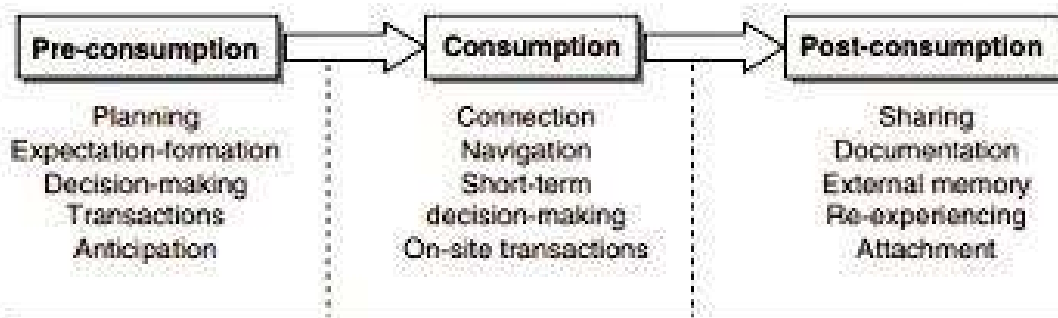 Pre-consumption
Consumption
Post-consumption
Planning
Expectation-formation
Decision-making
Transactions
Anticipation
Connection
Navigation
Short-term
decision-making
On-site transactions
Sharing
Documentation
External memory
Re-experiencing
Attachment